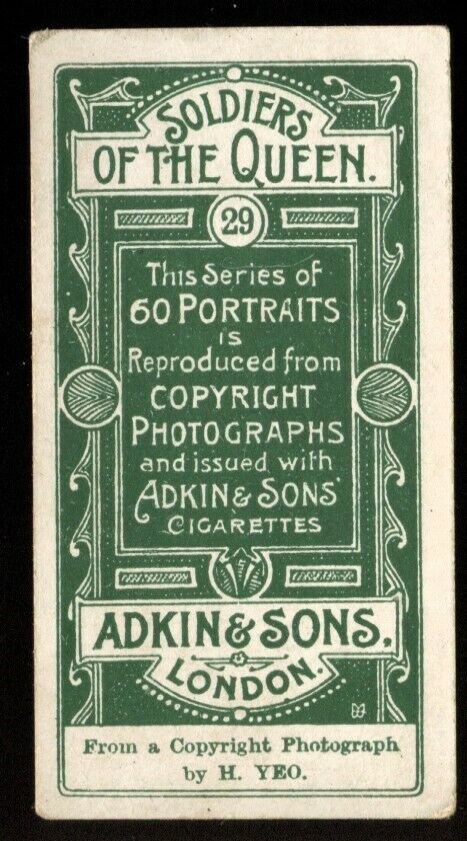 SOLDIERS
OF THE QUEEN.
29
This Series of
60 PORTRAITS
is
Reproduced from
COPYRIGHT
PHOTOGRAPHS
and issued with
ADKIN & SONS'
CIGARETTES
ADKIN & SONS.
LONDON.
From a Copyright Photograph
by H. YEO.